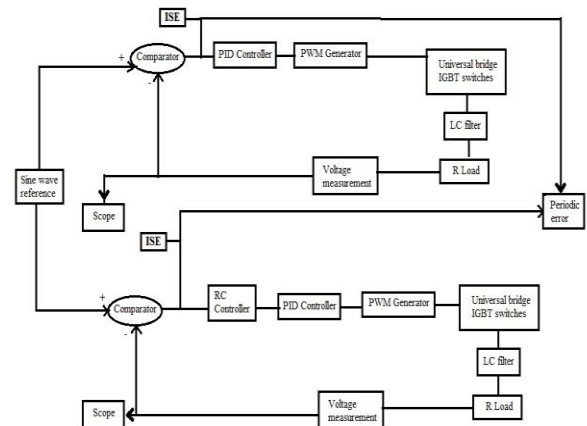 ISE
+
Comparator
-
PID Controller
PWM Generator
Universal bridge
IGBT switches
LC filter
R Load
Voltage
measurement
Scope
Sine wave
reference
Periodic
error
ISE
+
Comparator
-
RC
Controller
PID Controller
PWM Generator
Universal bridge
IGBT switches
LC filter
R Load
Voltage
measurement
Scope